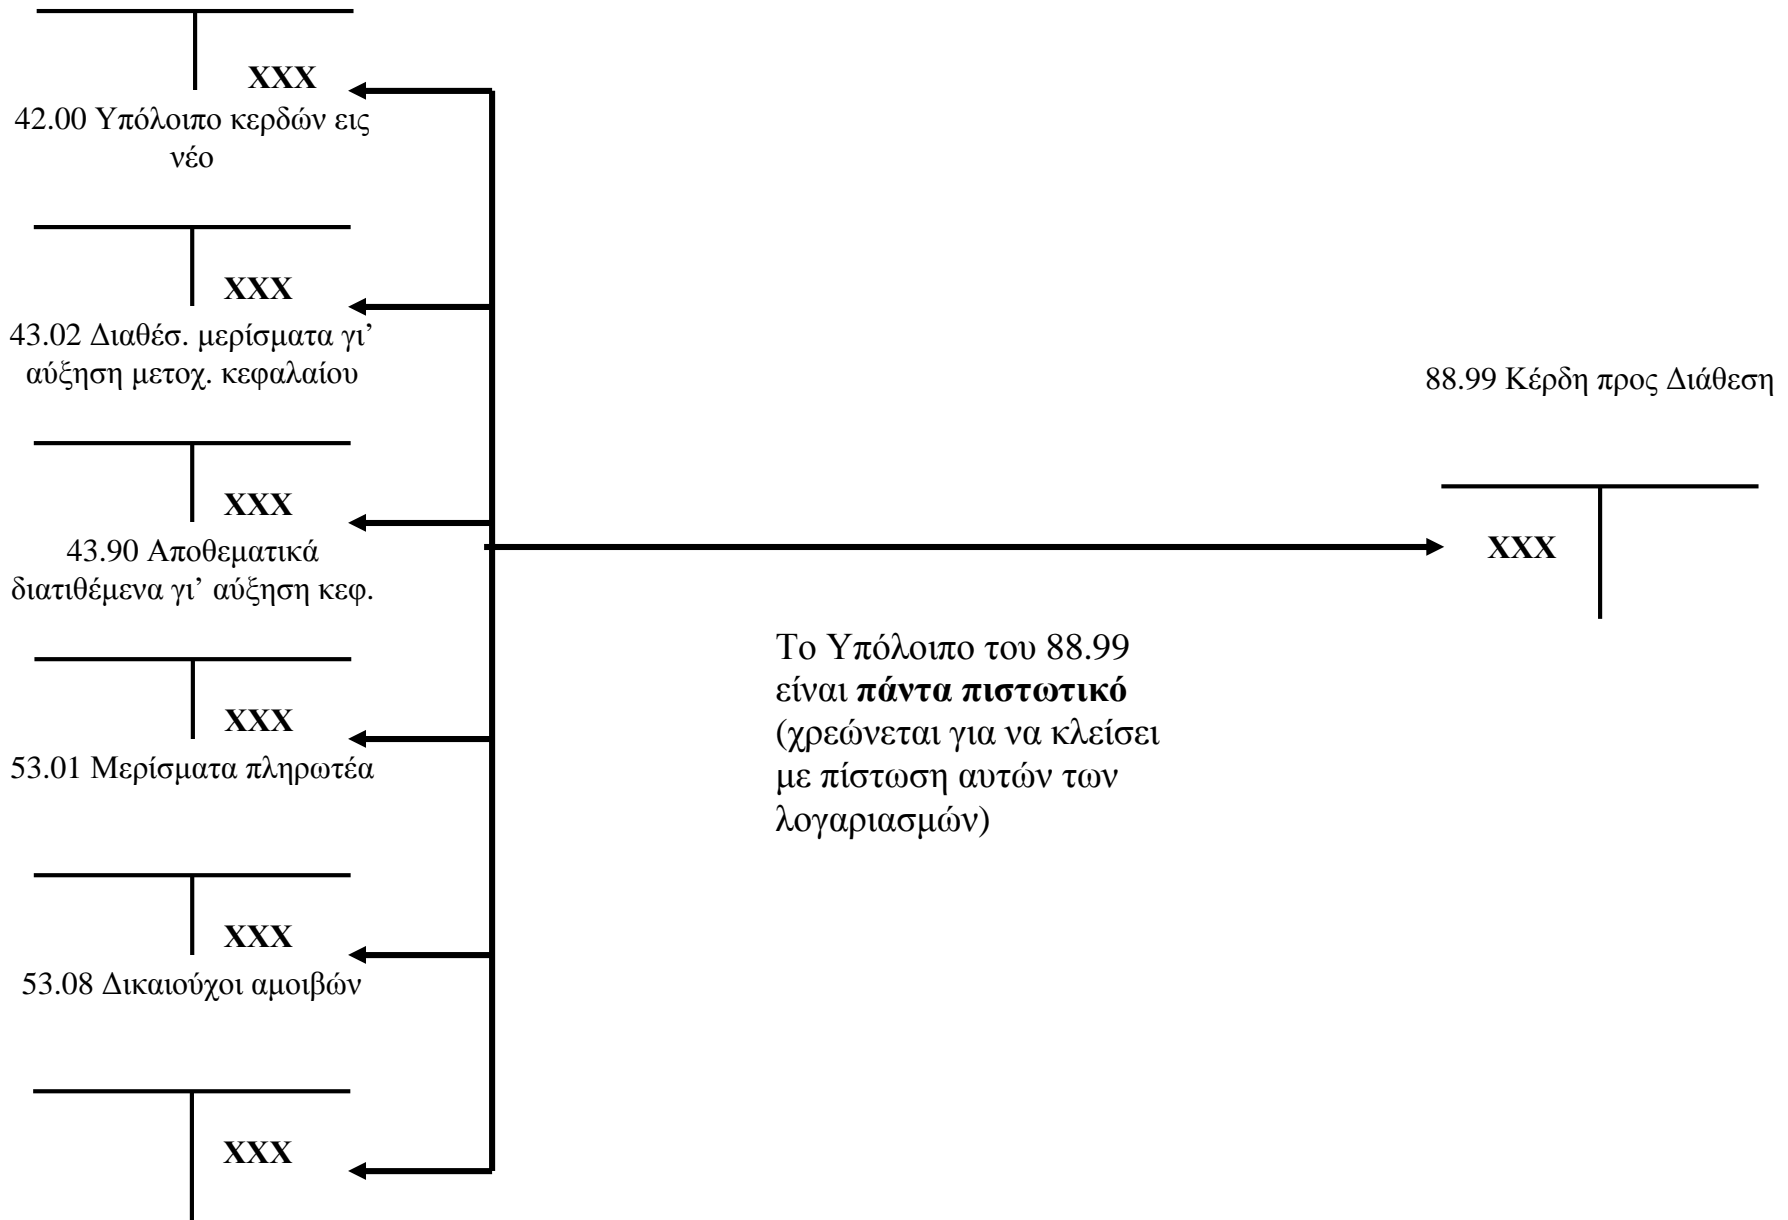 XXX
42.00 Υπόλοιπο κερδών εις
νέο
XXX
43.02 Διαθέσ. μερίσματα γι’
αύξηση μετοχ. κεφαλαίου
XXX
43.90 Αποθεματικά
διατιθέμενα γι’ αύξηση κεφ.
XXX
53.01 Μερίσματα πληρωτέα
XXX
53.08 Δικαιούχοι αμοιβών
XXX
88.99 Κέρδη προς Διάθεση
XXX
Το Υπόλοιπο του 88.99
είναι πάντα πιστωτικό
(χρεώνεται για να κλείσει
με πίστωση αυτών των
λογαριασμών)